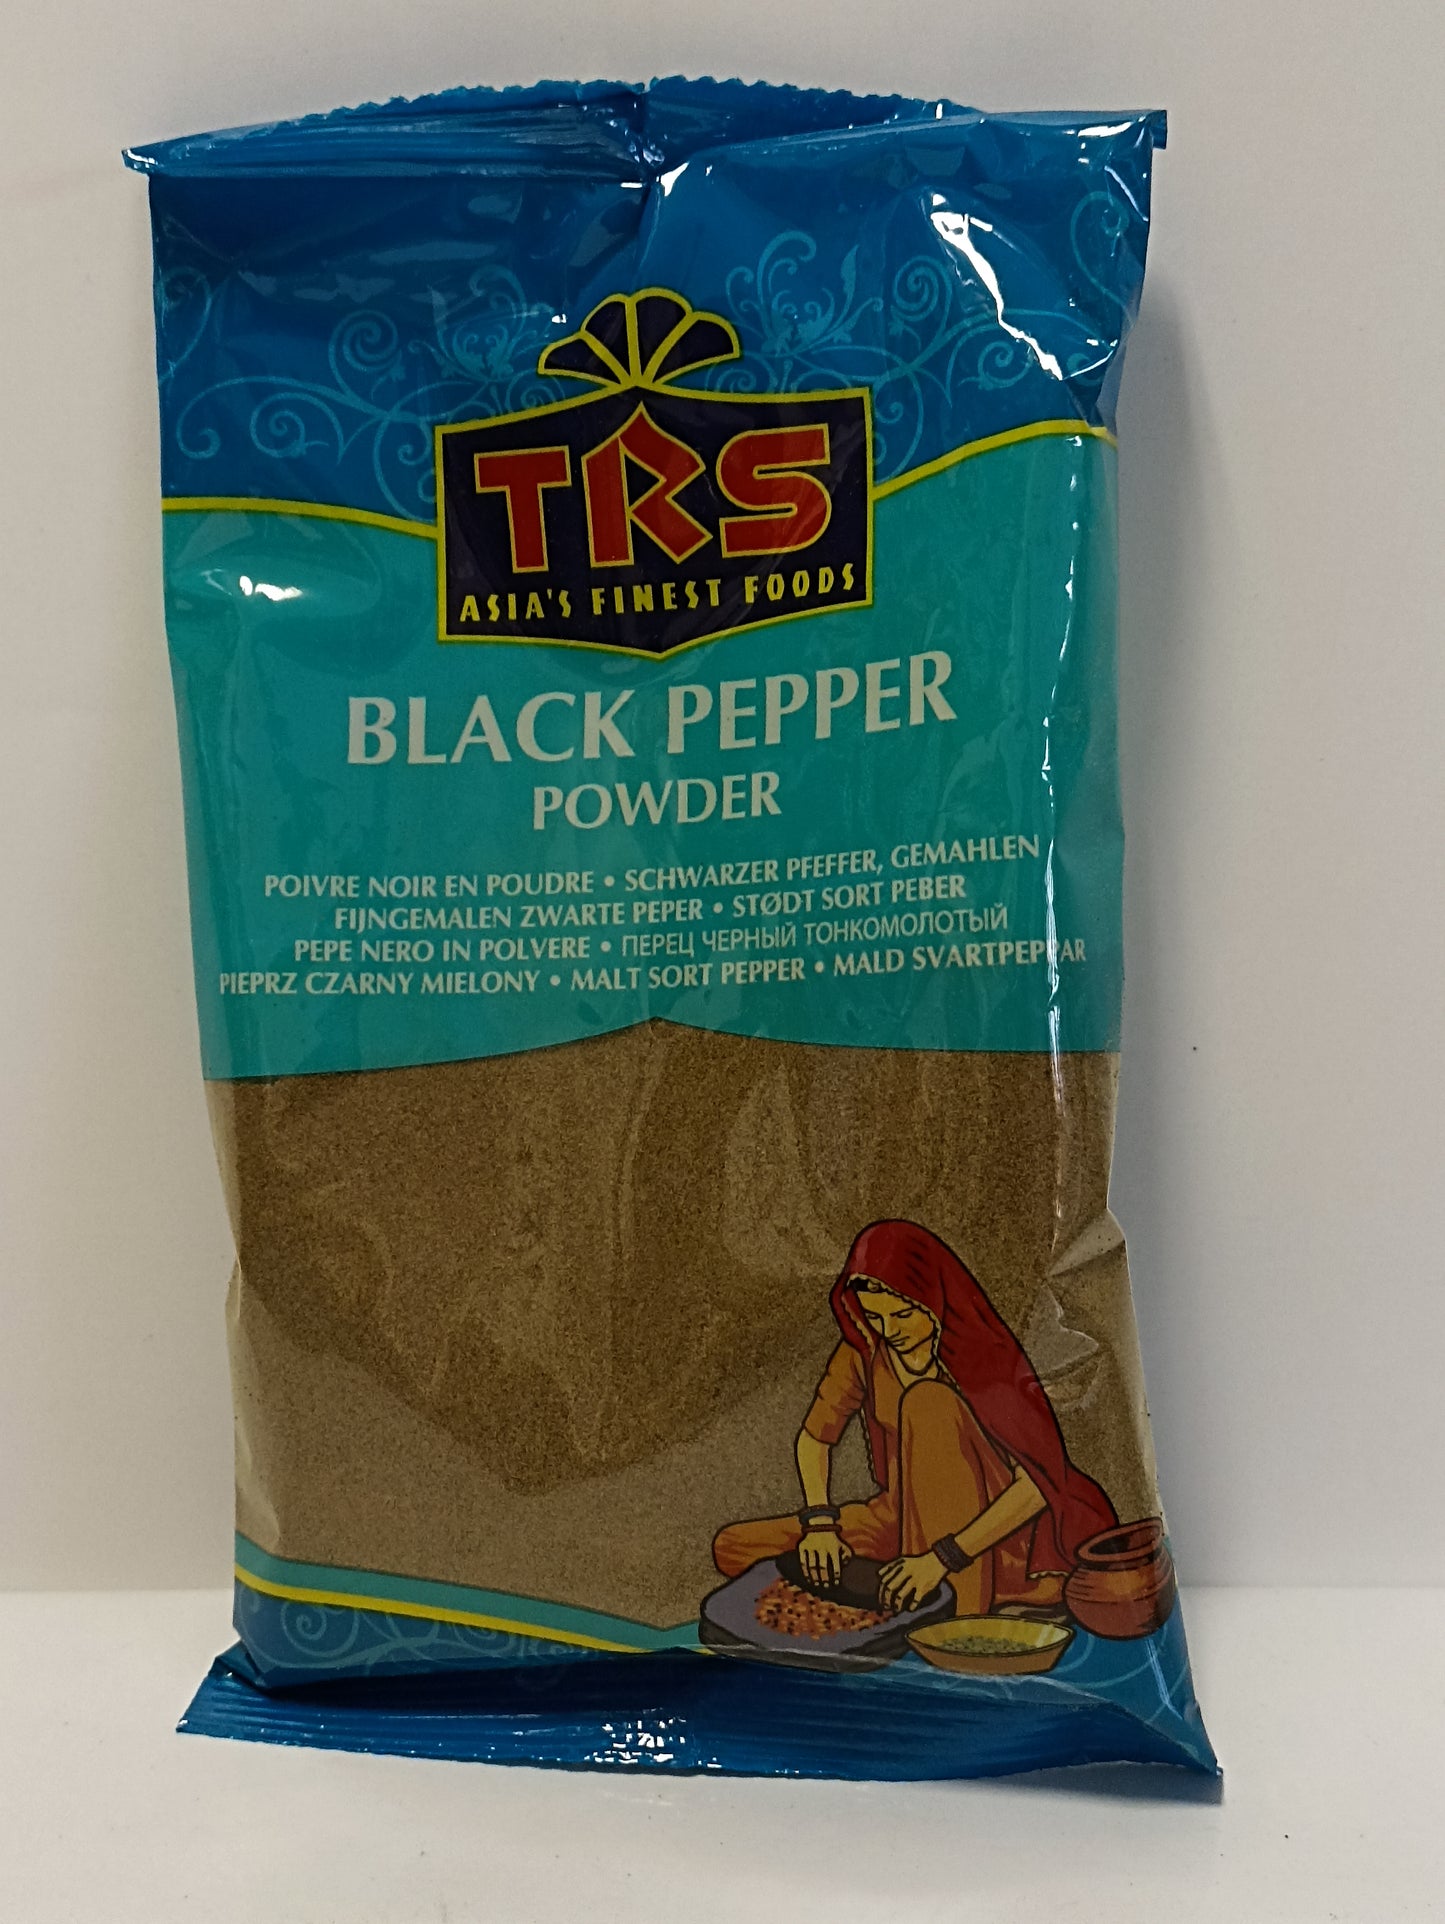 TRS
ASIA'S FINEST FOODS
BLACK PEPPER
POWDER
POIVRE NOIR EN POUDRE • SCHWARZER PFEFFER, GEMAHLEN
FIJNGEMALEN ZWARTE PEPER • STØDT SORT PEBER
PEPE NERO IN POLVERE • ПЕРЕЦ ЧЕРНЫЙ ТОНКОМОЛОТЫЙ
PIEPRZ CZARNY MIELONY • MALT SORT PEPPER • MALD SVARTPEPPAR